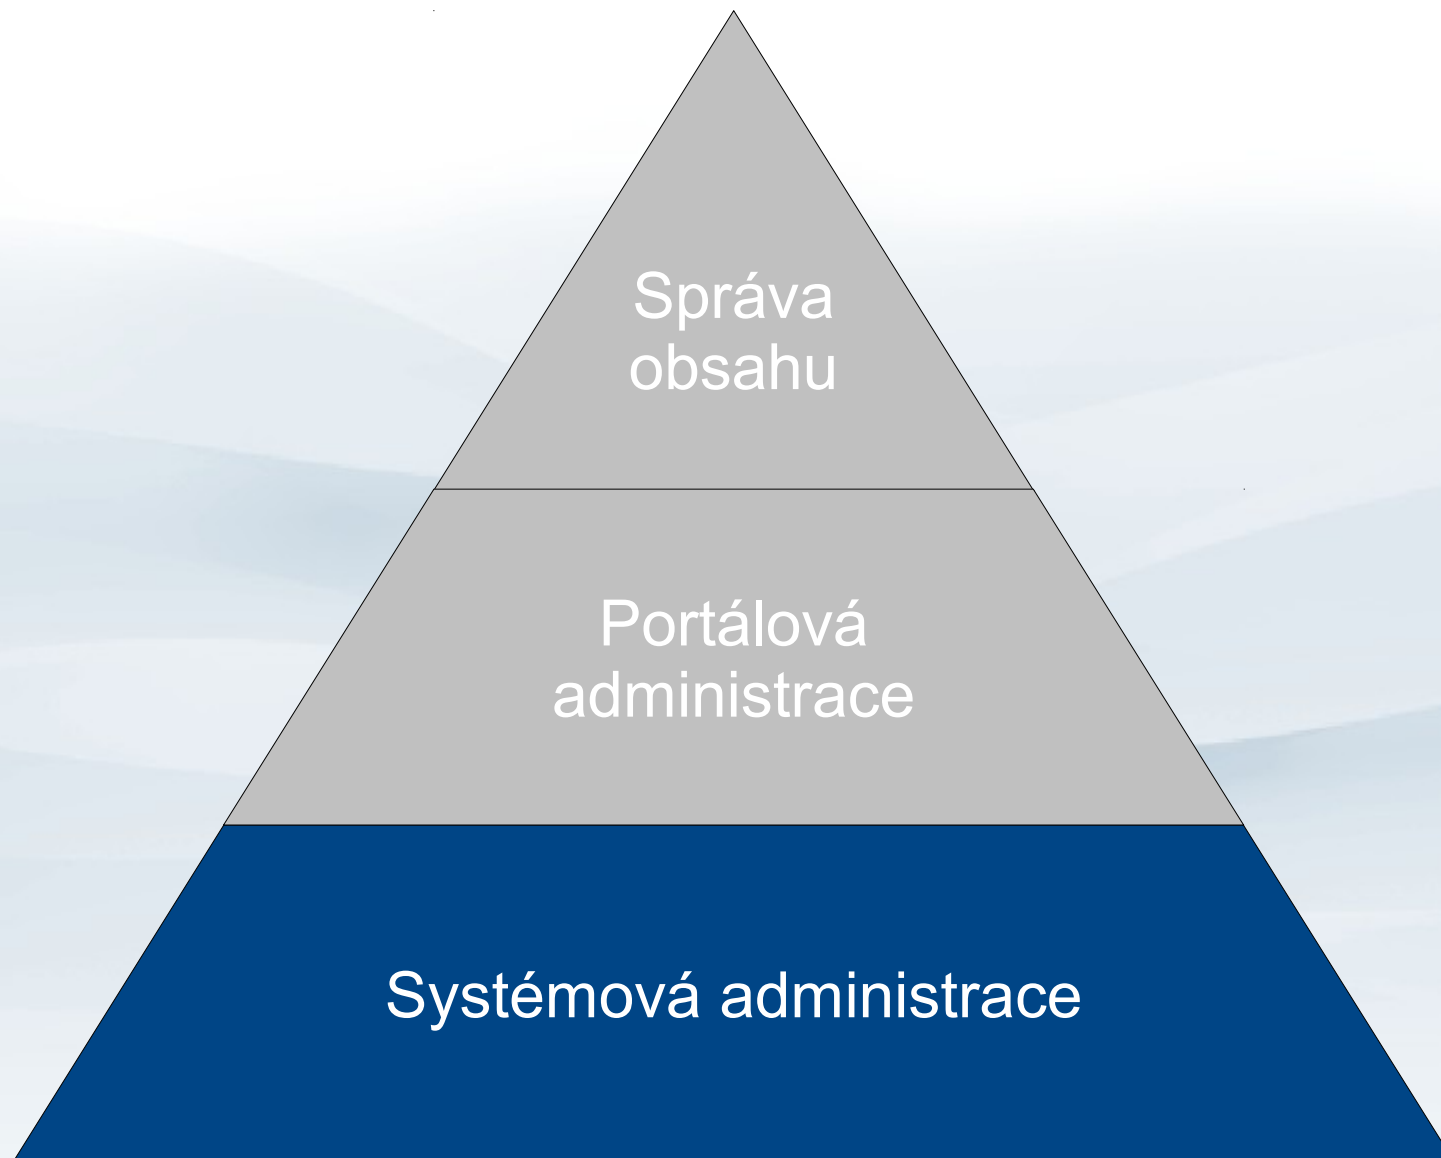 Správa
obsahu
Portálová
administrace
Systémová administrace